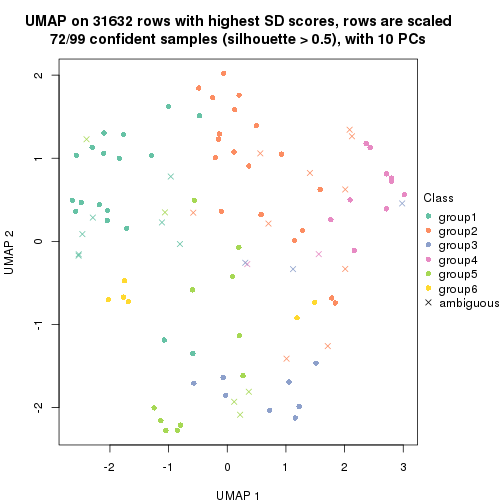 UMAP on 31632 rows with highest SD scores, rows are scaled
72/99 confident samples (silhouette > 0.5), with 10 PCs
2
1
0
-1
-2
UMAP 2
-2
-1
0
1
2
3
UMAP 1
Class
group1
group2
group3
group4
group5
group6
ambiguous